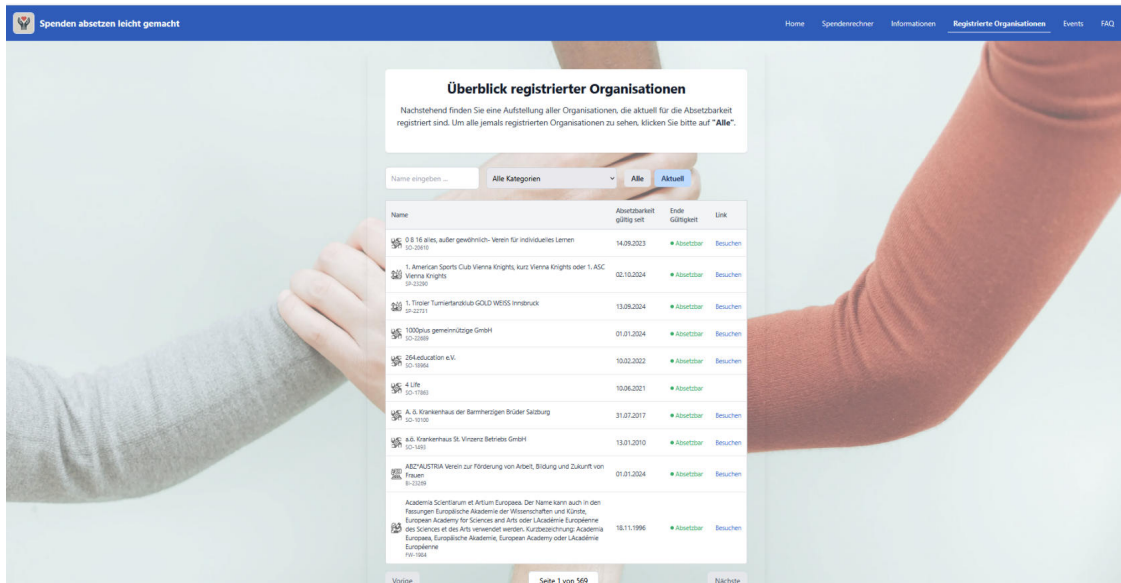 Spenden absetzen leicht gemacht
Home Spendenrechner Informationen Registrierte Organisationen Events FAQ
Überblick registrierter Organisationen
Nachstehend finden Sie eine Aufstellung aller Organisationen, die aktuell für die Absetzbarkeit
registriert sind. Um alle jemals registrierten Organisationen zu sehen, klicken Sie bitte auf "Alle".
Name eingeben ... Alle Kategorien Alle Aktuell
Name Absetzbarkeit gültig seit Ende Gültigkeit Link
0 8 16 alles, außer gewöhnlich- Verein für individuelles Lernen 14.09.2023 Absetzbar Besuchen
SO-20610
1. American Sports Club Vienna Knights, kurz Vienna Knights oder 1. ASC
Vienna Knights 02.10.2024 Absetzbar Besuchen
SP-23290
1. Tiroler Turniertanzklub GOLD WEISS Innsbruck 13.09.2024 Absetzbar Besuchen
SP-22731
1000plus gemeinnützige GmbH 01.01.2024 Absetzbar Besuchen
SO-22689
264.education e.V. 10.02.2022 Absetzbar Besuchen
4 Life 10.06.2021 Absetzbar
A. ö. Krankenhaus der Barmherzigen Brüder Salzburg 31.07.2017 Absetzbar Besuchen
SO-10100
a.ö. Krankenhaus St. Vinzenz Betriebs GmbH 13.01.2010 Absetzbar Besuchen
SO-1493
ABZ*AUSTRIA Verein zur Förderung von Arbeit, Bildung und Zukunft von
Frauen 01.01.2024 Absetzbar Besuchen
BI-23269
Academia Scientiarum et Artium Europaea. Der Name kann auch in den
Fassungen Europäische Akademie der Wissenschaften und Künste,
European Academy for Sciences and Arts oder LAcadémie Européenne
des Sciences et des Arts verwendet werden. Kurzbezeichnung: Academia 18.11.1996 Absetzbar Besuchen
Europaea, Europäische Akademie, European Academy oder LAcadémie
Européenne
FW-1984
Vorige Seite 1 von 569 Nächste